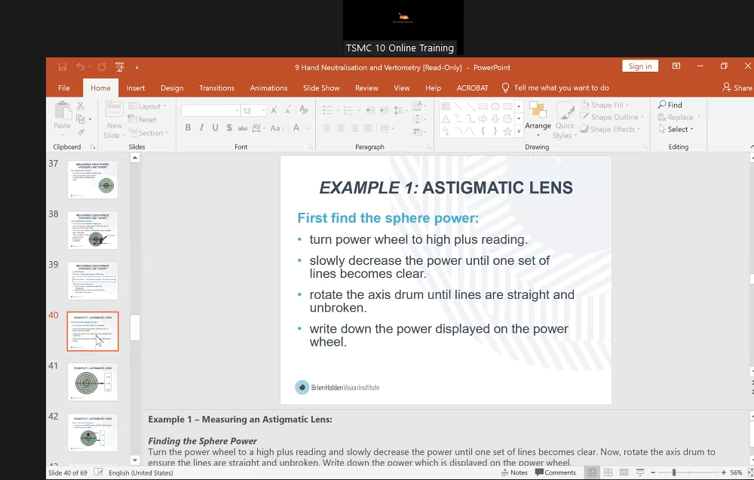 TSMC 10 Online Training
9 Hand Neutralisation and Vertometry [Read-Only] - PowerPoint
Sign in
File Home Insert Design Transitions Animations Slide Show Review View Help ACROBAT Tell me what you want to do Share
Paste
New Slide
Layout
Reset
Section
B I U S abc AV Aa A
Arrange
Quick Styles
Shape Fill
Shape Outline
Shape Effects
Find
Replace
Select
Clipboard Slides Font Paragraph Drawing Editing
37
38
39
40
41
42
EXAMPLE 1: ASTIGMATIC LENS
First find the sphere power:
• turn power wheel to high plus reading.
• slowly decrease the power until one set of
lines becomes clear.
• rotate the axis drum until lines are straight and
unbroken.
• write down the power displayed on the power
wheel.
BrienHoldenVisionInstitute
Example 1 – Measuring an Astigmatic Lens:
Finding the Sphere Power
Turn the power wheel to a high plus reading and slowly decrease the power until one set of lines becomes clear. Now, rotate the axis drum to
ensure the lines are straight and unbroken. Write down the power which is displayed on the power wheel.
Slide 40 of 69 English (United States) Notes Comments 56%